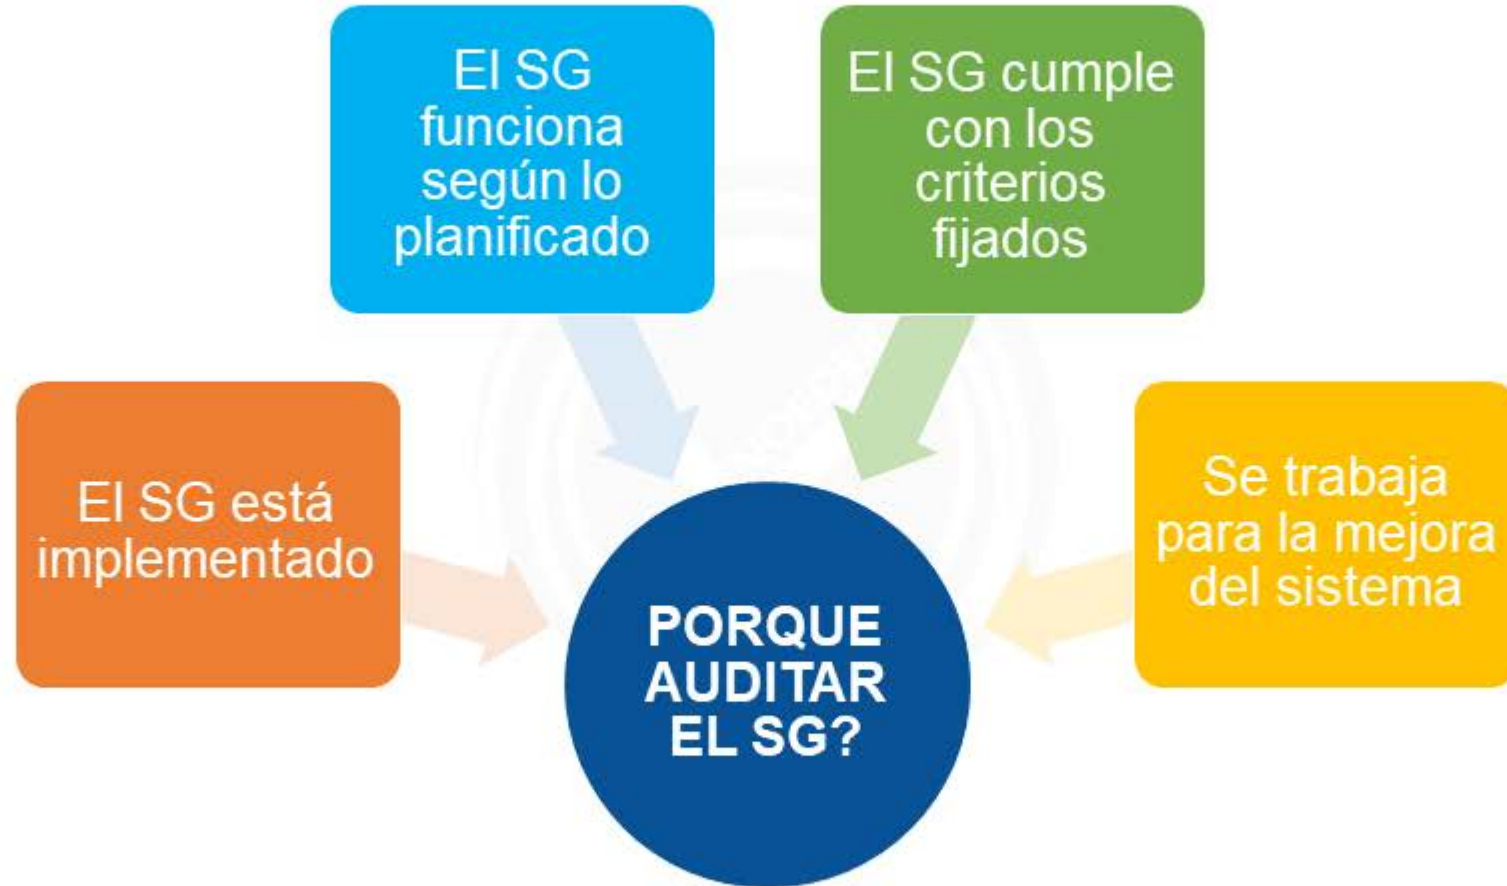 El SG
funciona
según lo
planificado
El SG cumple
con los
criterios
fijados
El SG está
implementado
Se trabaja
para la mejora
del sistema
PORQUE
AUDITAR
EL SG?